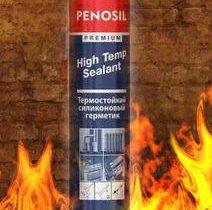 PENOSIL
PREMIUM
High Temp
Sealant
Термостойкий
силиконовый
герметик